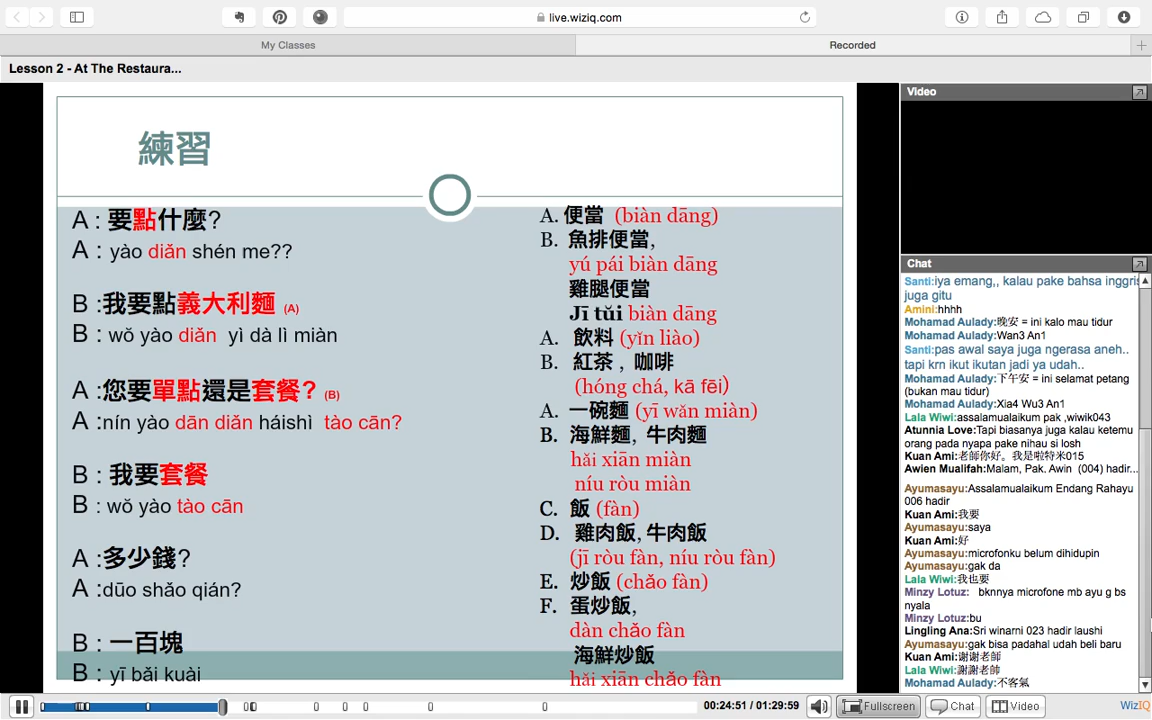 live.wiziq.com
My Classes
Recorded
Lesson 2 - At The Restaura...
練習
A : 要點什麼?
A : yào diǎn shén me??
B :我要點義大利麵 (A)
B : wǒ yào diǎn yì dà lì miàn
A :您要單點還是套餐? (B)
A :nín yào dān diǎn háishì tào cān?
B : 我要套餐
B : wǒ yào tào cān
A :多少錢?
A :dūo shǎo qián?
B : 一百塊
B : yī bǎi kuài
A. 便當 (biàn dāng)
B. 魚排便當,
yú pái biàn dāng
雞腿便當
Jī tǔi biàn dāng
A. 飲料 (yǐn liào)
B. 紅茶 , 咖啡
(hóng chá, kā fēi)
A. 一碗麵 (yī wǎn miàn)
B. 海鮮麵, 牛肉麵
hǎi xiān miàn
níu ròu miàn
C. 飯 (fàn)
D. 雞肉飯, 牛肉飯
(jī ròu fàn, níu ròu fàn)
E. 炒飯 (chǎo fàn)
F. 蛋炒飯,
dàn chǎo fàn
海鮮炒飯
hǎi xiān chǎo fàn
Video
Chat
Santi:iya emang,, kalau pake bahsa inggris
juga gitu
Amini:hhhh
Mohamad Aulady:晚安 = ini kalo mau tidur
Mohamad Aulady:Wan3 An1
Santi:pas awal saya juga ngerasa aneh..
tapi krn ikut ikutan jadi ya udah..
Mohamad Aulady:下午安 = ini selamat petang
(bukan mau tidur)
Mohamad Aulady:Xia4 Wu3 An1
Lala Wiwi:assalamualaikum pak ,wiwik043
Atunnia Love:Tapi biasanya juga kalau ketemu
orang pada nyapa pake nihau si losh
Kuan Ami:老師你好。我是啦特米015
Awien Mualifah:Malam, Pak. Awin (004) hadir...
Ayumasayu:Assalamualaikum Endang Rahayu
006 hadir
Kuan Ami:我要
Ayumasayu:saya
Kuan Ami:好
Ayumasayu:microfonku belum dihidupin
Ayumasayu:gak da
Lala Wiwi:我也要
Minzy Lotuz: bknnya microfone mb ayu g bs
nyala
Minzy Lotuz:bu
Lingling Ana:Sri winarni 023 hadir laushi
Ayumasayu:gak bisa padahal udah beli baru
Kuan Ami:谢谢老師
Lala Wiwi:謝謝老師
Mohamad Aulady:不客氣
00:24:51 / 01:29:59
Fullscreen
Chat
Video
WizIQ